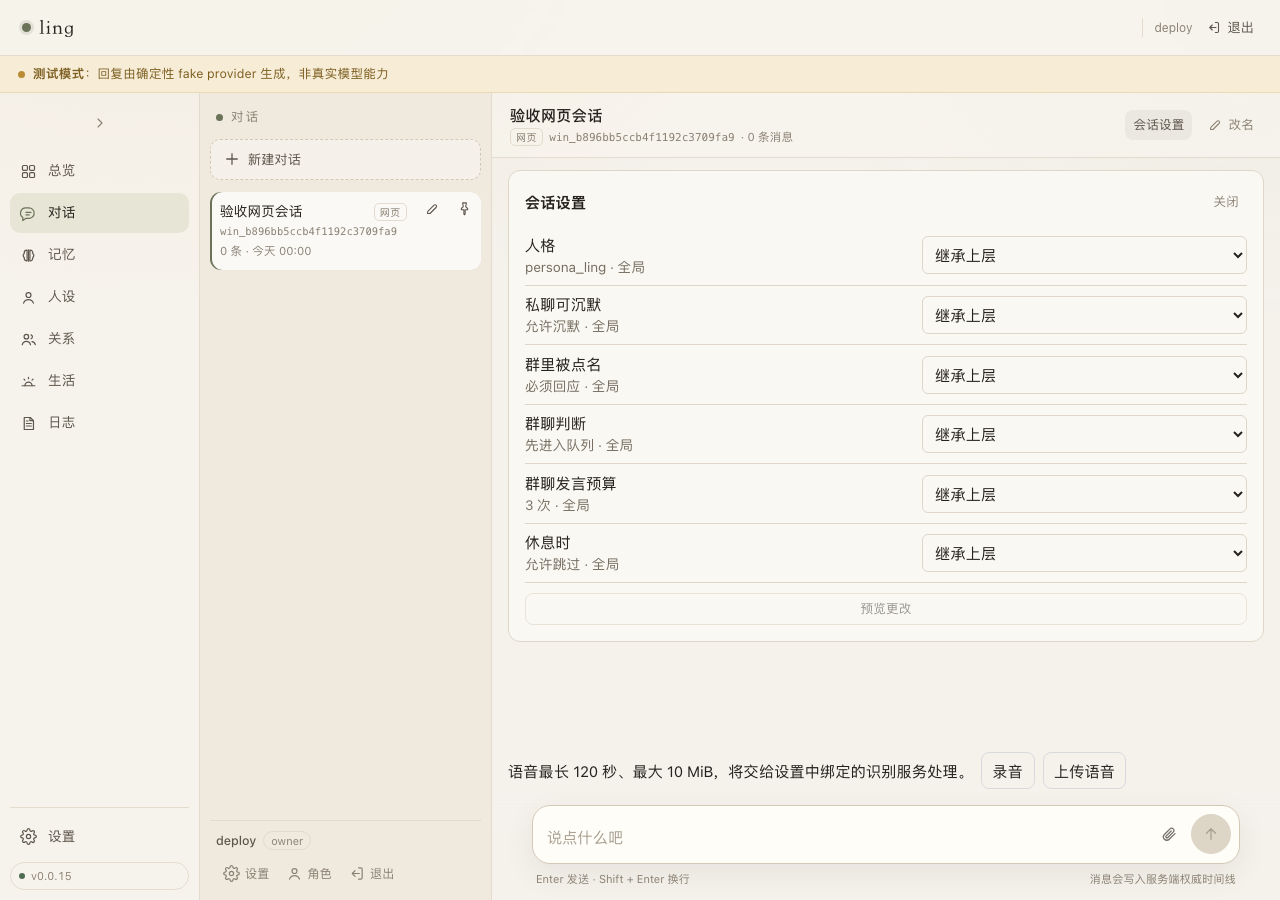 ling
deploy 退出
测试模式: 回复由确定性 fake provider 生成，非真实模型能力
总览
对话
记忆
人设
关系
生活
日志
设置
v0.0.15
对话
新建对话
验收网页会话 网页
win_b896bb5ccb4f1192c3709fa9
0 条 · 今天 00:00
deploy owner
设置 角色 退出
验收网页会话
网页 win_b896bb5ccb4f1192c3709fa9 · 0 条消息
会话设置 改名
会话设置 关闭
人格
persona_ling · 全局
继承上层
私聊可沉默
允许沉默 · 全局
继承上层
群里被点名
必须回应 · 全局
继承上层
群聊判断
先进入队列 · 全局
继承上层
群聊发言预算
3 次 · 全局
继承上层
休息时
允许跳过 · 全局
继承上层
预览更改
语音最长 120 秒、最大 10 MiB，将交给设置中绑定的识别服务处理。 录音 上传语音
说点什么吧
Enter 发送 · Shift + Enter 换行 消息会写入服务端权威时间线